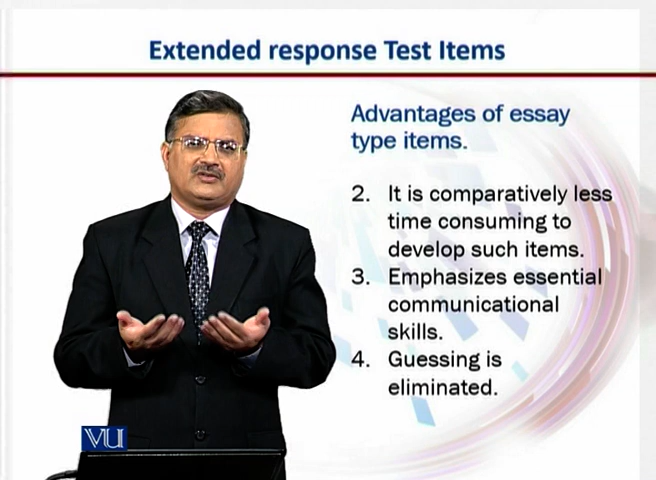 Extended response Test Items
Advantages of essay
type items.
2. It is comparatively less
time consuming to
develop such items.
3. Emphasizes essential
communicational
skills.
4. Guessing is
eliminated.
VU